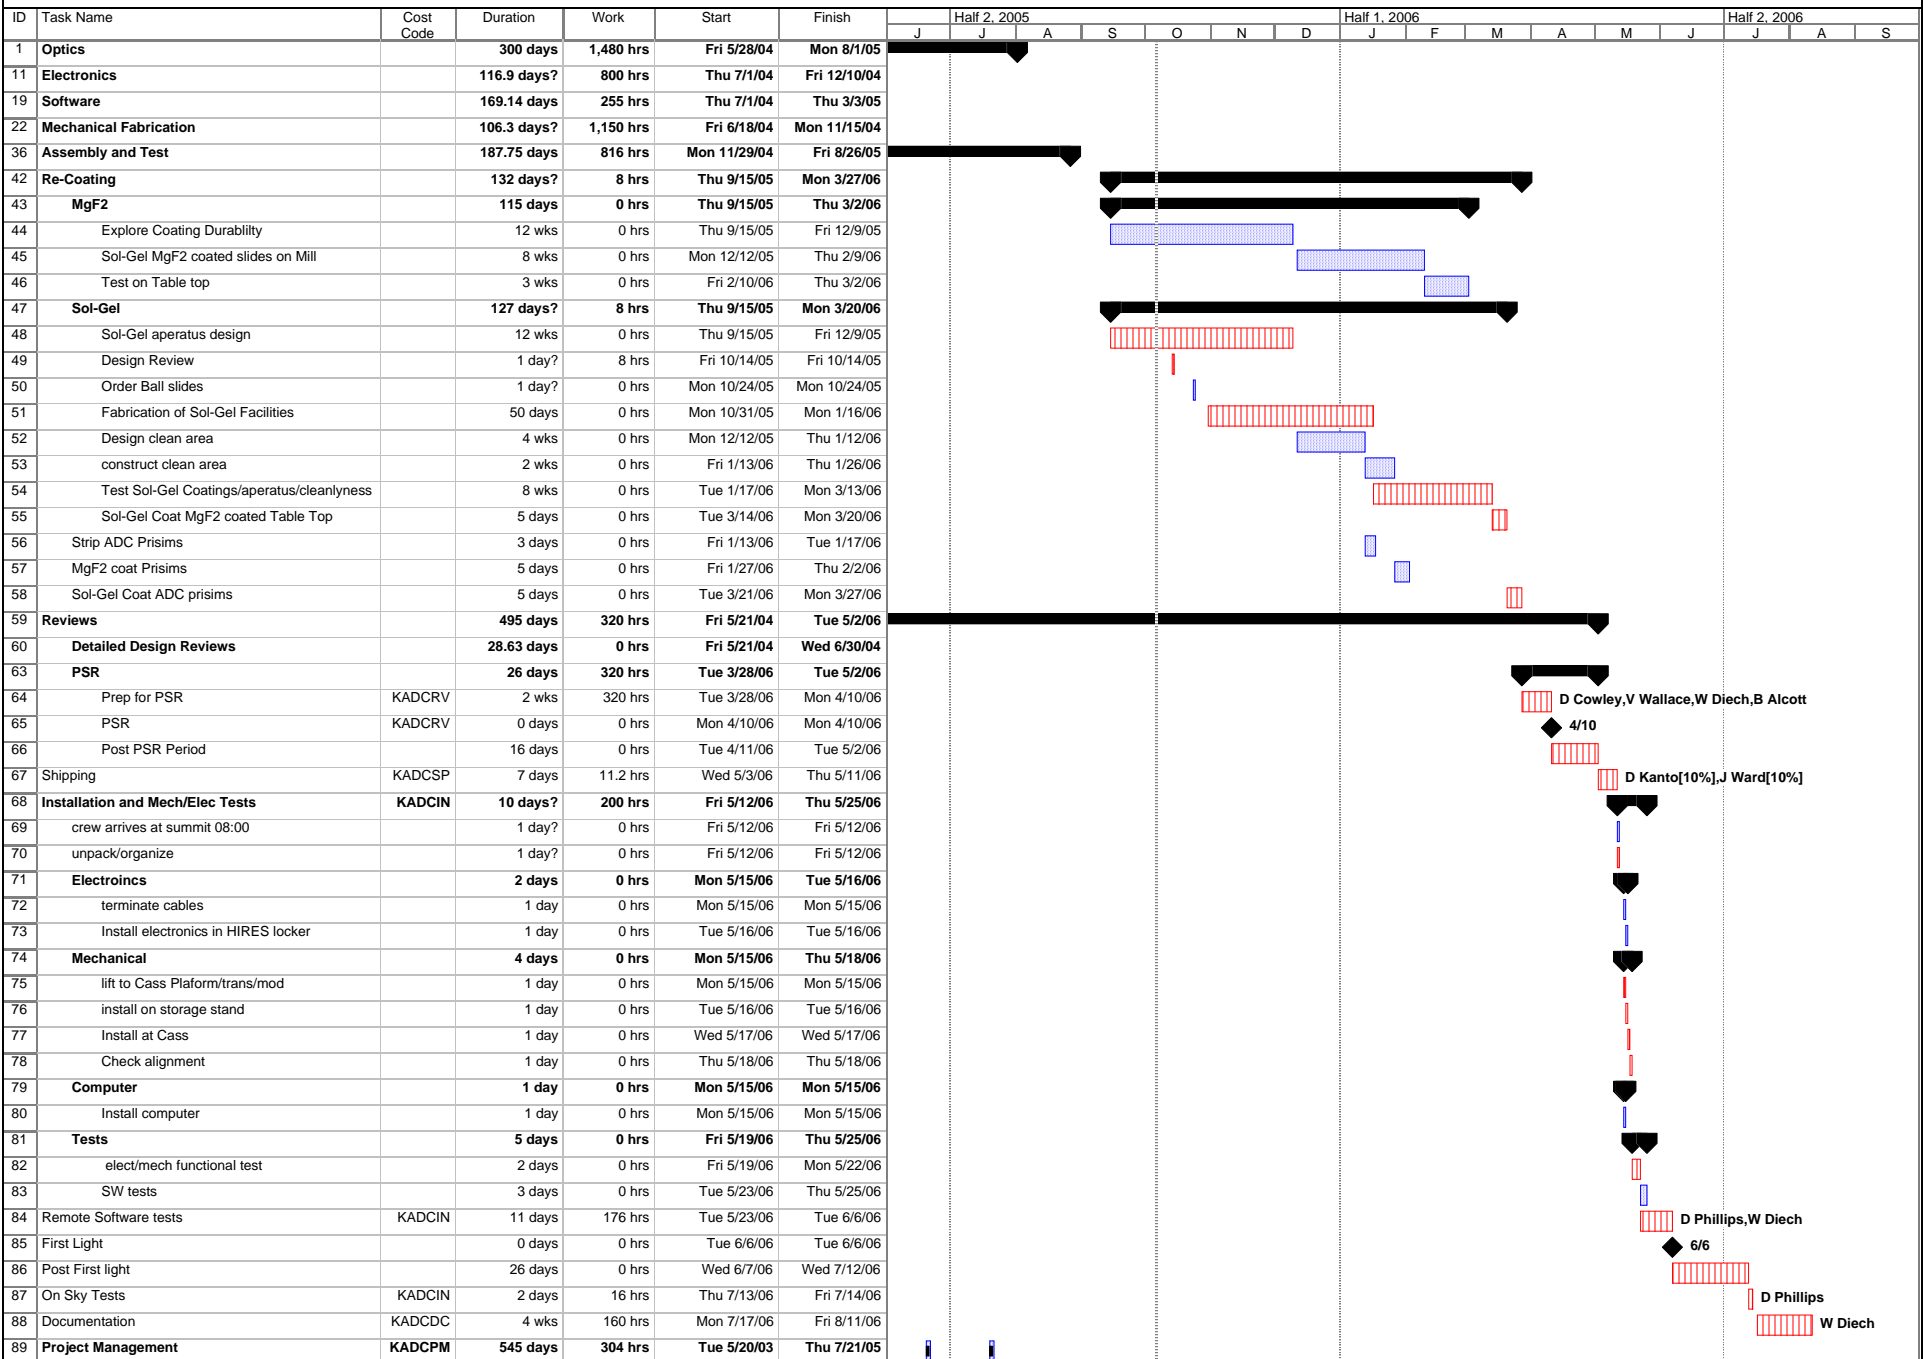 ID Task Name Cost Code Duration Work Start Finish Half 2, 2005 Half 1, 2006 Half 2, 2006
J J A S O N D J F M A M J J A S
1 Optics 300 days 1,480 hrs Fri 5/28/04 Mon 8/1/05
11 Electronics 116.9 days? 800 hrs Thu 7/1/04 Fri 12/10/04
19 Software 169.14 days 255 hrs Thu 7/1/04 Thu 3/3/05
22 Mechanical Fabrication 106.3 days? 1,150 hrs Fri 6/18/04 Mon 11/15/04
36 Assembly and Test 187.75 days 816 hrs Mon 11/29/04 Fri 8/26/05
42 Re-Coating 132 days? 8 hrs Thu 9/15/05 Mon 3/27/06
43 MgF2 115 days 0 hrs Thu 9/15/05 Thu 3/2/06
44 Explore Coating Durablilty 12 wks 0 hrs Thu 9/15/05 Fri 12/9/05
45 Sol-Gel MgF2 coated slides on Mill 8 wks 0 hrs Mon 12/12/05 Thu 2/9/06
46 Test on Table top 3 wks 0 hrs Fri 2/10/06 Thu 3/2/06
47 Sol-Gel 127 days? 8 hrs Thu 9/15/05 Mon 3/20/06
48 Sol-Gel aperatus design 12 wks 0 hrs Thu 9/15/05 Fri 12/9/05
49 Design Review 1 day? 8 hrs Fri 10/14/05 Fri 10/14/05
50 Order Ball slides 1 day? 0 hrs Mon 10/24/05 Mon 10/24/05
51 Fabrication of Sol-Gel Facilities 50 days 0 hrs Mon 10/31/05 Mon 1/16/06
52 Design clean area 4 wks 0 hrs Mon 12/12/05 Thu 1/12/06
53 construct clean area 2 wks 0 hrs Fri 1/13/06 Thu 1/26/06
54 Test Sol-Gel Coatings/aperatus/cleanlyness 8 wks 0 hrs Tue 1/17/06 Mon 3/13/06
55 Sol-Gel Coat MgF2 coated Table Top 5 days 0 hrs Tue 3/14/06 Mon 3/20/06
56 Strip ADC Prisims 3 days 0 hrs Fri 1/13/06 Tue 1/17/06
57 MgF2 coat Prisims 5 days 0 hrs Fri 1/27/06 Thu 2/2/06
58 Sol-Gel Coat ADC prisims 5 days 0 hrs Tue 3/21/06 Mon 3/27/06
59 Reviews 495 days 320 hrs Fri 5/21/04 Tue 5/2/06
60 Detailed Design Reviews 28.63 days 0 hrs Fri 5/21/04 Wed 6/30/04
63 PSR 26 days 320 hrs Tue 3/28/06 Tue 5/2/06
64 Prep for PSR KADCRV 2 wks 320 hrs Tue 3/28/06 Mon 4/10/06 D Cowley,V Wallace,W Diech,B Alcott
65 PSR KADCRV 0 days 0 hrs Mon 4/10/06 Mon 4/10/06 4/10
66 Post PSR Period 16 days 0 hrs Tue 4/11/06 Tue 5/2/06
67 Shipping KADCSP 7 days 11.2 hrs Wed 5/3/06 Thu 5/11/06 D Kanto[10%],J Ward[10%]
68 Installation and Mech/Elec Tests KADCIN 10 days? 200 hrs Fri 5/12/06 Thu 5/25/06
69 crew arrives at summit 08:00 1 day? 0 hrs Fri 5/12/06 Fri 5/12/06
70 unpack/organize 1 day? 0 hrs Fri 5/12/06 Fri 5/12/06
71 Electroincs 2 days 0 hrs Mon 5/15/06 Tue 5/16/06
72 terminate cables 1 day 0 hrs Mon 5/15/06 Mon 5/15/06
73 Install electronics in HIRES locker 1 day 0 hrs Tue 5/16/06 Tue 5/16/06
74 Mechanical 4 days 0 hrs Mon 5/15/06 Thu 5/18/06
75 lift to Cass Plaform/trans/mod 1 day 0 hrs Mon 5/15/06 Mon 5/15/06
76 install on storage stand 1 day 0 hrs Tue 5/16/06 Tue 5/16/06
77 Install at Cass 1 day 0 hrs Wed 5/17/06 Wed 5/17/06
78 Check alignment 1 day 0 hrs Thu 5/18/06 Thu 5/18/06
79 Computer 1 day 0 hrs Mon 5/15/06 Mon 5/15/06
80 Install computer 1 day 0 hrs Mon 5/15/06 Mon 5/15/06
81 Tests 5 days 0 hrs Fri 5/19/06 Thu 5/25/06
82 elect/mech functional test 2 days 0 hrs Fri 5/19/06 Mon 5/22/06
83 SW tests 3 days 0 hrs Tue 5/23/06 Thu 5/25/06
84 Remote Software tests KADCIN 11 days 176 hrs Tue 5/23/06 Tue 6/6/06 D Phillips,W Diech
85 First Light 0 days 0 hrs Tue 6/6/06 Tue 6/6/06 6/6
86 Post First light 26 days 0 hrs Wed 6/7/06 Wed 7/12/06
87 On Sky Tests KADCIN 2 days 16 hrs Thu 7/13/06 Fri 7/14/06 D Phillips
88 Documentation KADCDC 4 wks 160 hrs Mon 7/17/06 Fri 8/11/06 W Diech
89 Project Management KADCPM 545 days 304 hrs Tue 5/20/03 Thu 7/21/05